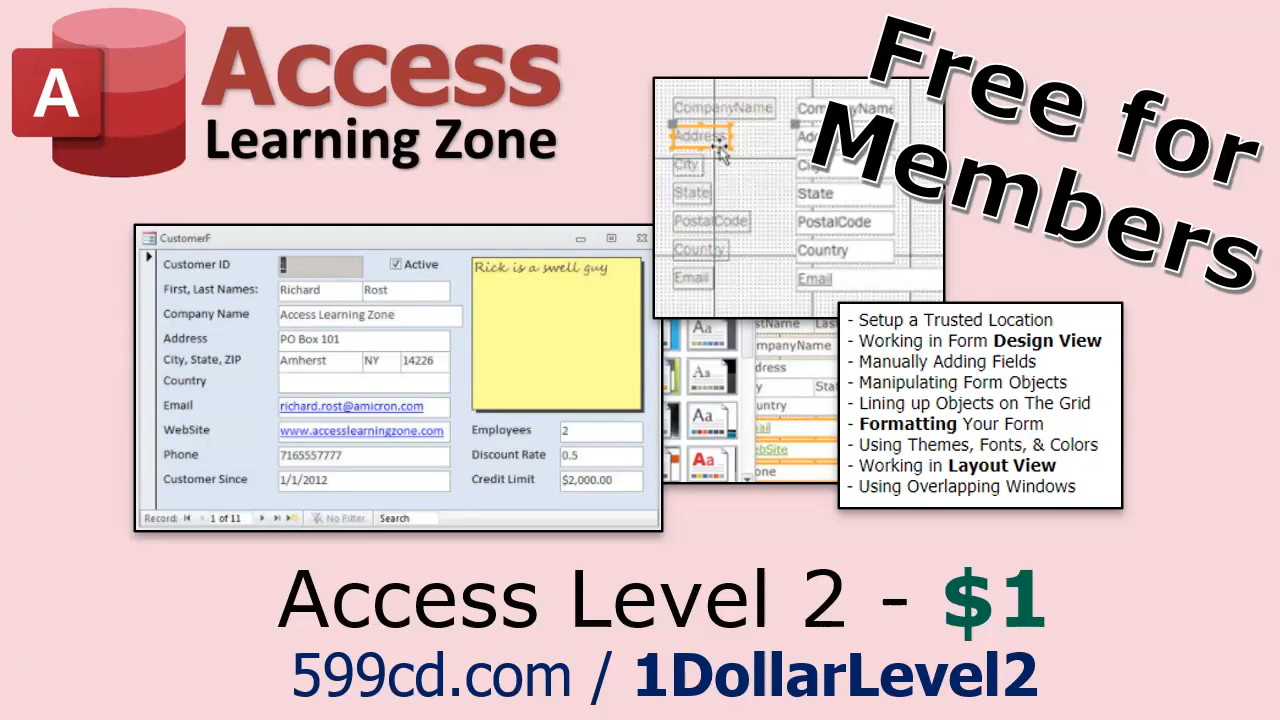 A
Access
Learning Zone
Free for
Members
CompanyName CompanyName
Address
City
State State
PostalCode PostalCode
Country Country
Email Email
CustomerF
Customer ID Active
First, Last Names: Richard Rost
Company Name Access Learning Zone
Address PO Box 101
City, State, ZIP Amherst NY 14226
Country
Email richard.rost@amicron.com
WebSite www.accesslearningzone.com
Phone 7165557777
Customer Since 1/1/2012
Rick is a swell guy
Employees 2
Discount Rate 0.5
Credit Limit $2,000.00
Record: 1 of 11 No Filter Search
Aa
Aa
Aa
Aa
- Setup a Trusted Location
- Working in Form Design View
- Manually Adding Fields
- Manipulating Form Objects
- Lining up Objects on The Grid
- Formatting Your Form
- Using Themes, Fonts, & Colors
- Working in Layout View
- Using Overlapping Windows
Access Level 2 - $1
599cd.com / 1DollarLevel2